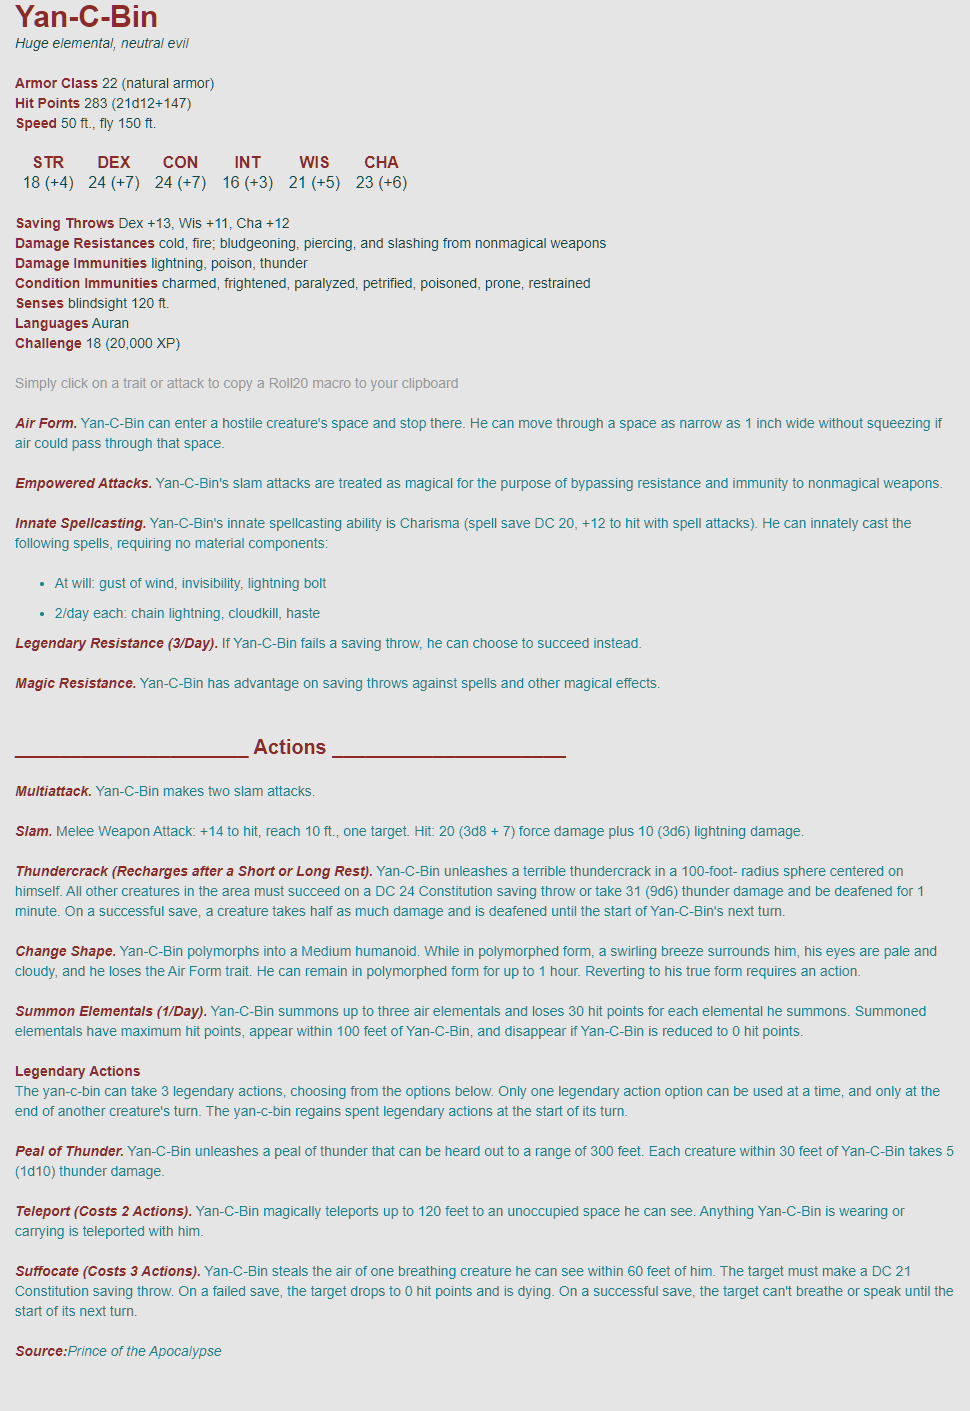 Yan-C-Bin
Huge elemental, neutral evil
Armor Class 22 (natural armor)
Hit Points 283 (21d12+147)
Speed 50 ft., fly 150 ft.
STR DEX CON INT WIS CHA
18 (+4) 24 (+7) 24 (+7) 16 (+3) 21 (+5) 23 (+6)
Saving Throws Dex +13, Wis +11, Cha +12
Damage Resistances cold, fire; bludgeoning, piercing, and slashing from nonmagical weapons
Damage Immunities lightning, poison, thunder
Condition Immunities charmed, frightened, paralyzed, petrified, poisoned, prone, restrained
Senses blindsight 120 ft.
Languages Auran
Challenge 18 (20,000 XP)
Simply click on a trait or attack to copy a Roll20 macro to your clipboard
Air Form. Yan-C-Bin can enter a hostile creature's space and stop there. He can move through a space as narrow as 1 inch wide without squeezing if
air could pass through that space.
Empowered Attacks. Yan-C-Bin's slam attacks are treated as magical for the purpose of bypassing resistance and immunity to nonmagical weapons.
Innate Spellcasting. Yan-C-Bin's innate spellcasting ability is Charisma (spell save DC 20, +12 to hit with spell attacks). He can innately cast the
following spells, requiring no material components:
• At will: gust of wind, invisibility, lightning bolt
• 2/day each: chain lightning, cloudkill, haste
Legendary Resistance (3/Day). If Yan-C-Bin fails a saving throw, he can choose to succeed instead.
Magic Resistance. Yan-C-Bin has advantage on saving throws against spells and other magical effects.
_____________________ Actions _____________________
Multiattack. Yan-C-Bin makes two slam attacks.
Slam. Melee Weapon Attack: +14 to hit, reach 10 ft., one target. Hit: 20 (3d8 + 7) force damage plus 10 (3d6) lightning damage.
Thundercrack (Recharges after a Short or Long Rest). Yan-C-Bin unleashes a terrible thundercrack in a 100-foot- radius sphere centered on
himself. All other creatures in the area must succeed on a DC 24 Constitution saving throw or take 31 (9d6) thunder damage and be deafened for 1
minute. On a successful save, a creature takes half as much damage and is deafened until the start of Yan-C-Bin's next turn.
Change Shape. Yan-C-Bin polymorphs into a Medium humanoid. While in polymorphed form, a swirling breeze surrounds him, his eyes are pale and
cloudy, and he loses the Air Form trait. He can remain in polymorphed form for up to 1 hour. Reverting to his true form requires an action.
Summon Elementals (1/Day). Yan-C-Bin summons up to three air elementals and loses 30 hit points for each elemental he summons. Summoned
elementals have maximum hit points, appear within 100 feet of Yan-C-Bin, and disappear if Yan-C-Bin is reduced to 0 hit points.
Legendary Actions
The yan-c-bin can take 3 legendary actions, choosing from the options below. Only one legendary action option can be used at a time, and only at the
end of another creature's turn. The yan-c-bin regains spent legendary actions at the start of its turn.
Peal of Thunder. Yan-C-Bin unleashes a peal of thunder that can be heard out to a range of 300 feet. Each creature within 30 feet of Yan-C-Bin takes 5
(1d10) thunder damage.
Teleport (Costs 2 Actions). Yan-C-Bin magically teleports up to 120 feet to an unoccupied space he can see. Anything Yan-C-Bin is wearing or
carrying is teleported with him.
Suffocate (Costs 3 Actions). Yan-C-Bin steals the air of one breathing creature he can see within 60 feet of him. The target must make a DC 21
Constitution saving throw. On a failed save, the target drops to 0 hit points and is dying. On a successful save, the target can't breathe or speak until the
start of its next turn.
Source:Prince of the Apocalypse